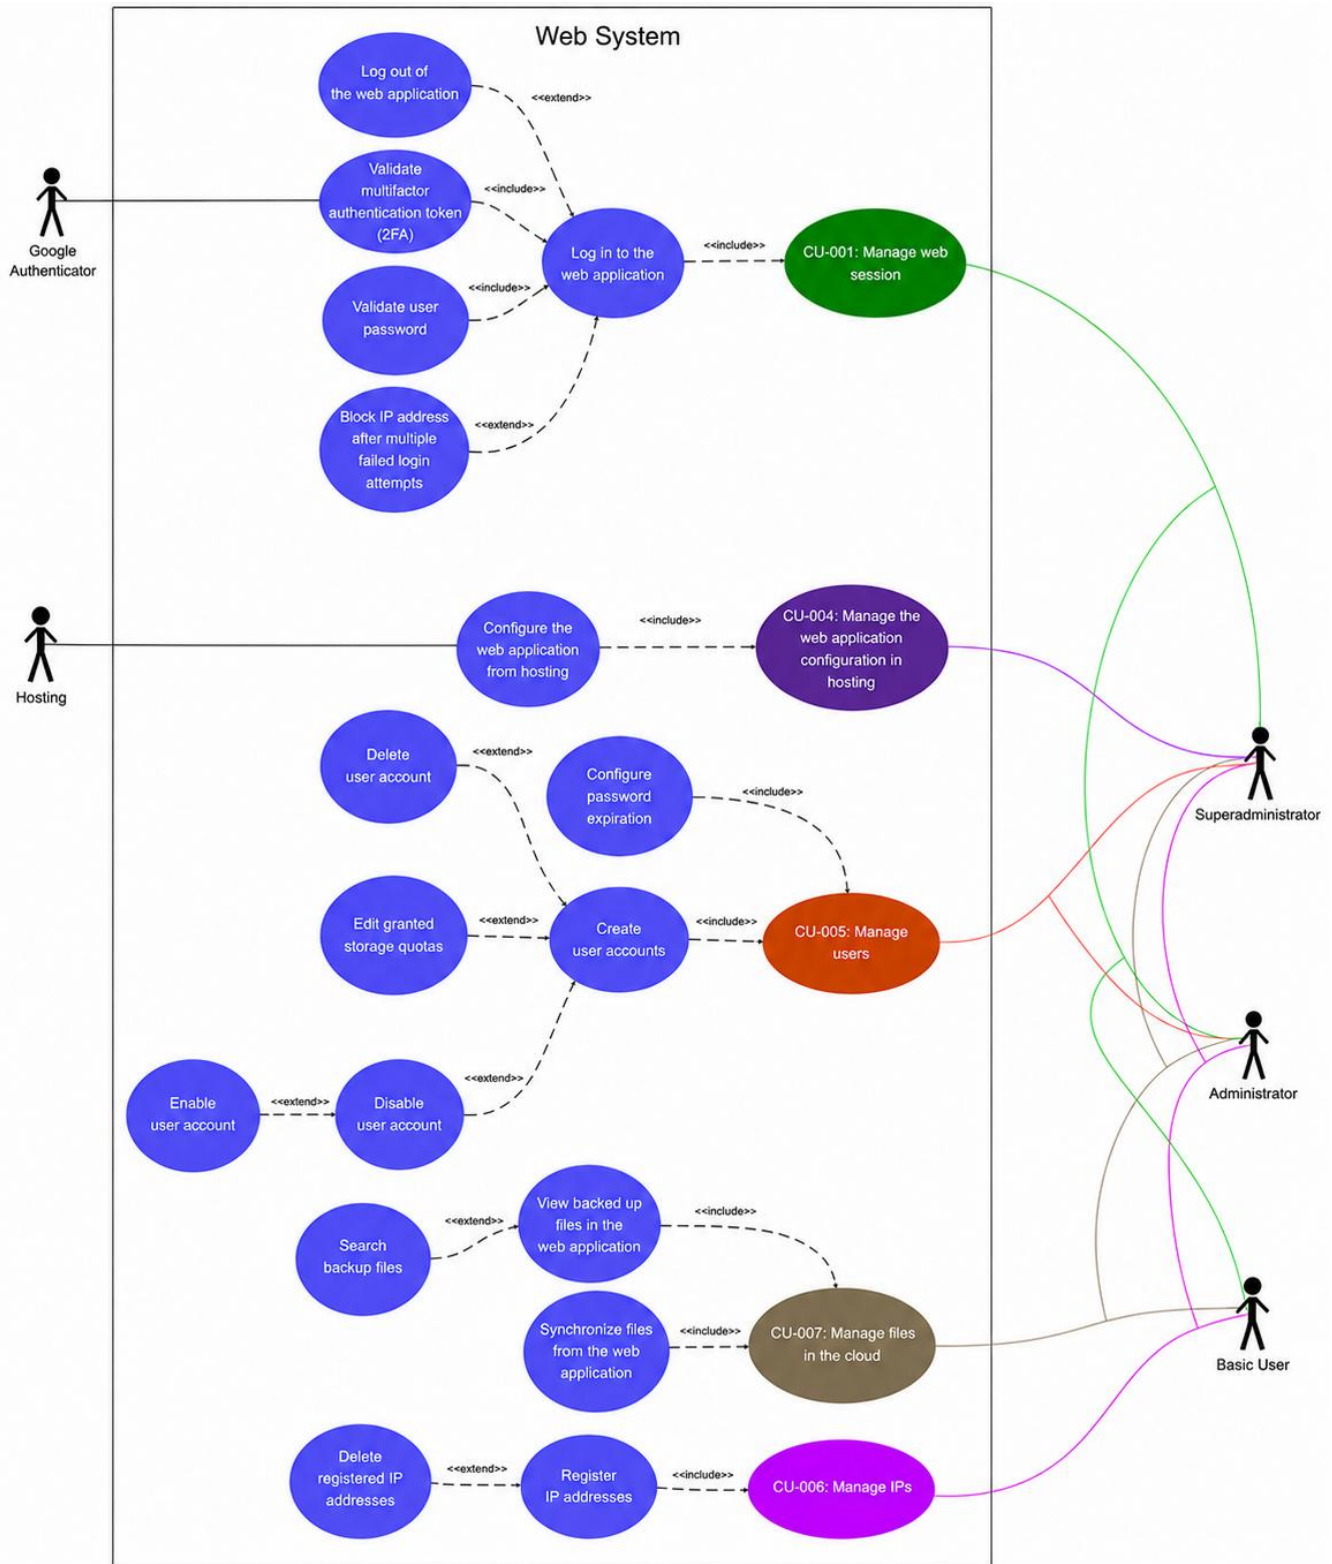 Web System
Log out of
the web application
<<extend>>
Validate
multifactor
authentication token
(2FA)
<<include>>
Google
Authenticator
Log in to the
web application
<<include>>
CU-001: Manage web
session
Validate user
password
<<include>>
Block IP address
after multiple
failed login
attempts
<<extend>>
Hosting
Configure the
web application
from hosting
<<include>>
CU-004: Manage the
web application
configuration in
hosting
Delete
user account
<<extend>>
Configure
password
expiration
<<include>>
Superadministrator
Edit granted
storage quotas
<<extend>>
Create
user accounts
<<include>>
CU-005: Manage
users
Enable
user account
<<extend>>
Disable
user account
<<extend>>
Administrator
Search
backup files
<<extend>>
View backed up
files in the
web application
<<include>>
Synchronize files
from the web
application
<<include>>
CU-007: Manage files
in the cloud
Basic User
Delete
registered IP
addresses
<<extend>>
Register
IP addresses
<<include>>
CU-006: Manage IPs